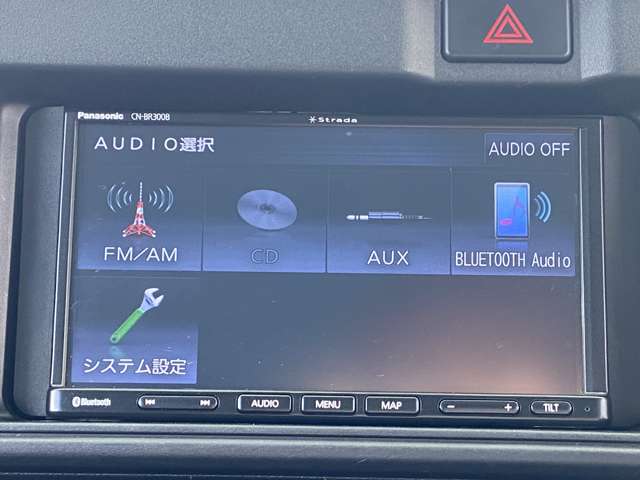 Panasonic CN-BR300B
Strada
AUDIO選択
AUDIO OFF
FM/AM
CD
AUX
BLUETOOTH Audio
システム設定
Bluetooth
AUDIO
MENU
MAP
− +
TILT